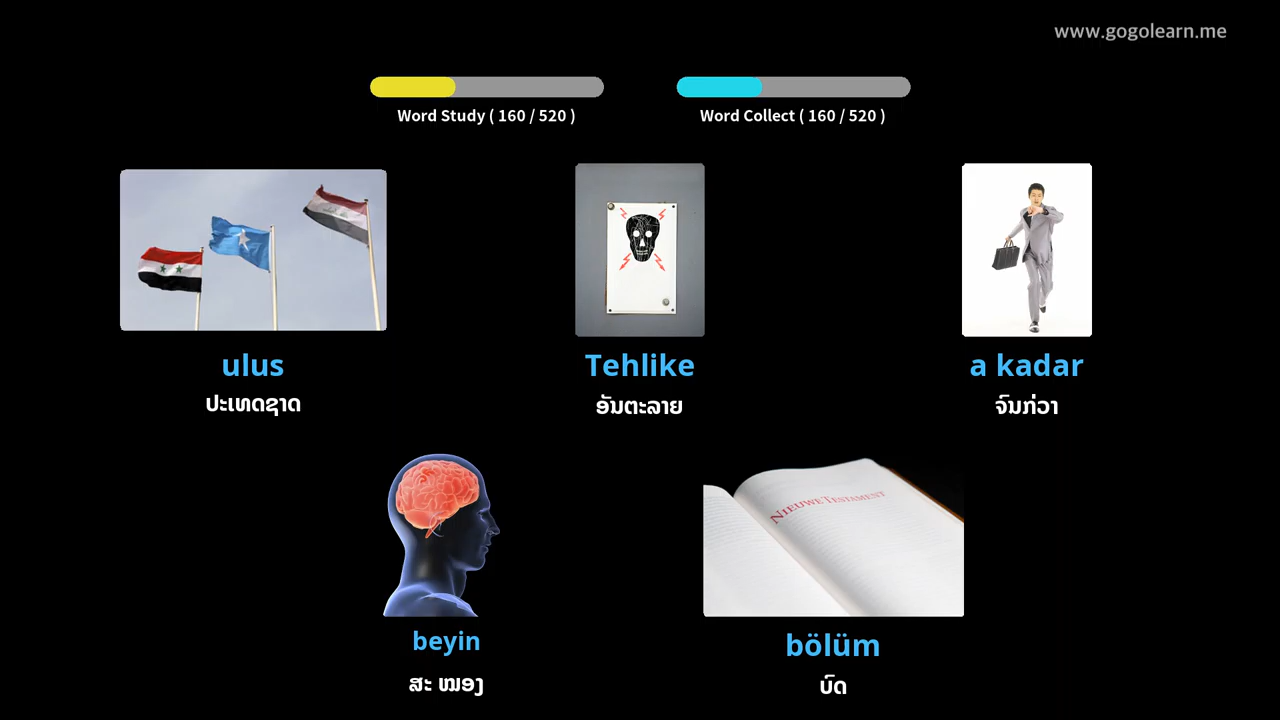 www.gogolearn.me
Word Study ( 160 / 520 )
Word Collect ( 160 / 520 )
ulus
ປະເທດຊາດ
Tehlike
ອັນຕະລາຍ
a kadar
ຈົນກ່ວາ
NIEUWE TESTAMENT
beyin
ສະ ໝອງ
bölüm
ບົດ